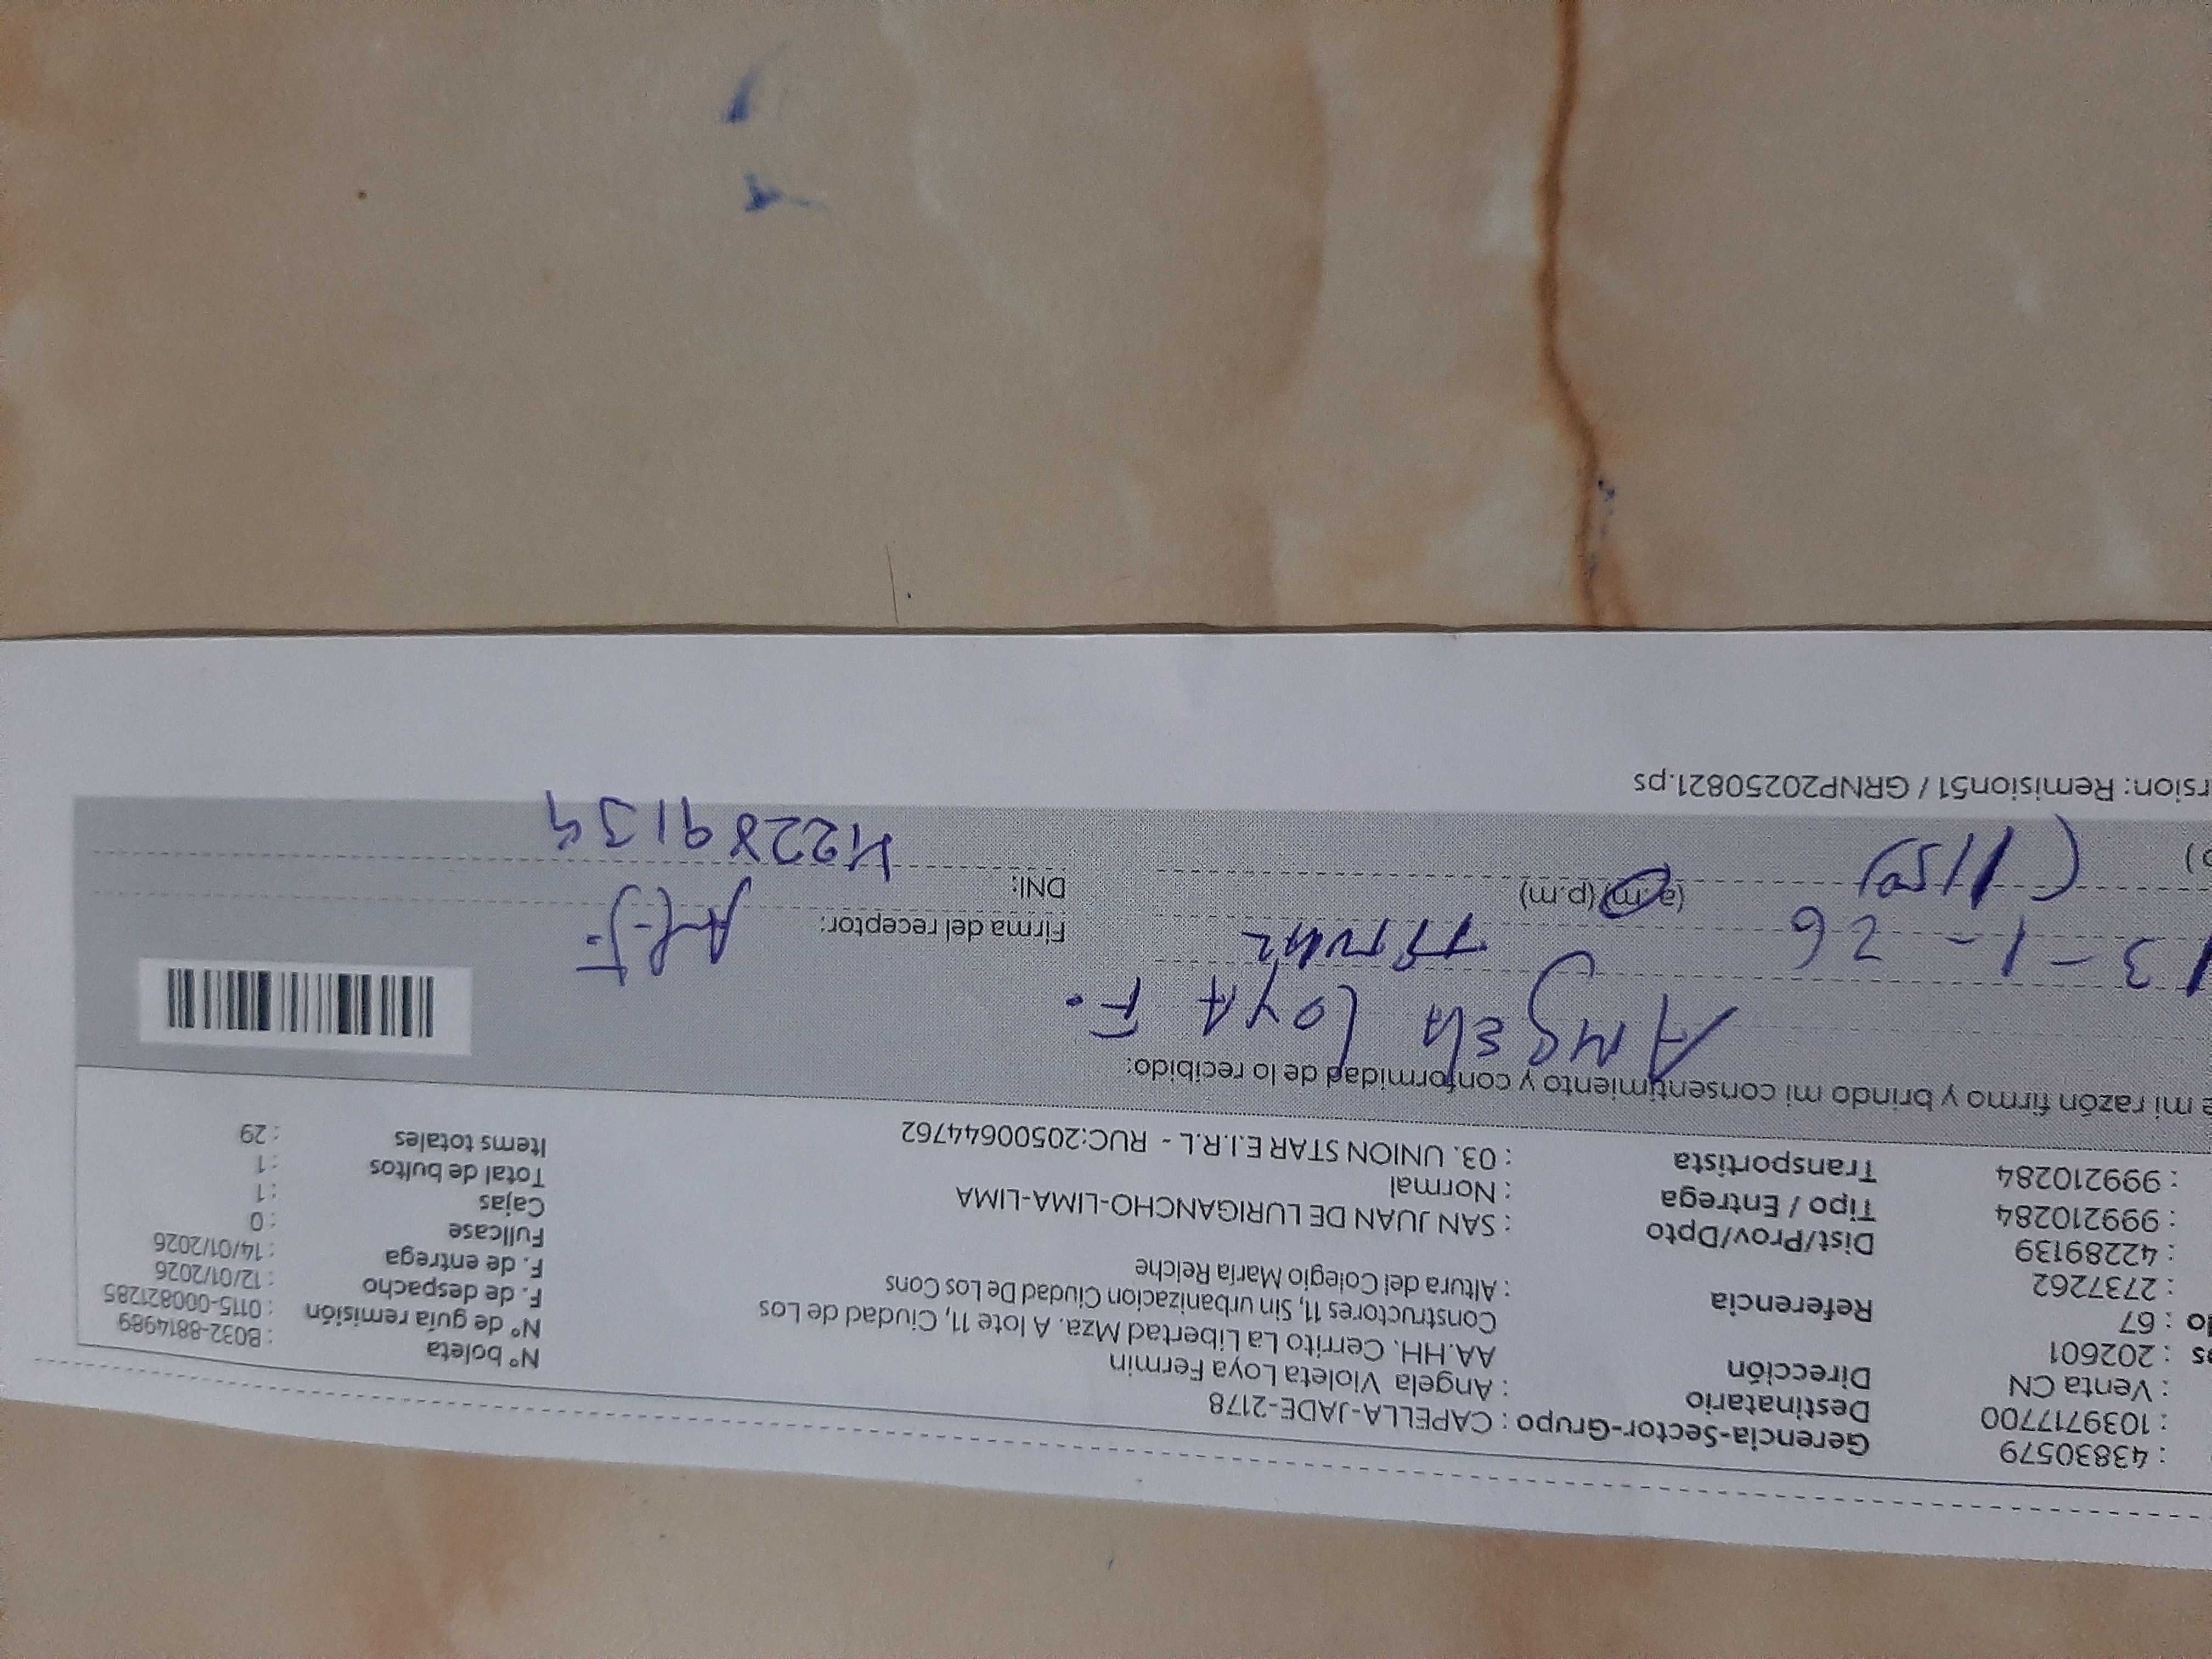 : 43830579 Gerencia-Sector-Grupo : CAPELLA-JADE-2178
: 1039717700 Destinatario : Angela Violeta Loya Fermin Nº boleta : B032-8814989
: Venta CN Dirección AA.HH. Cerrito La Libertad Mza. A lote 11, Ciudad de Los Nº de guía remisión : 0115-000821285
: 202601 Constructores 11, Sin urbanizacion Ciudad De Los Cons F. de despacho : 12/01/2026
: 67 Referencia : Altura del Colegio María Reiche F. de entrega : 14/01/2026
: 2737262 Fullcase : 0
: 42289139 Dist/Prov/Dpto : SAN JUAN DE LURIGANCHO-LIMA-LIMA Cajas : 1
: 999210284 Tipo / Entrega : Normal Total de bultos : 1
: 999210284 Transportista : 03. UNION STAR E.I.R.L - RUC:20500644762 Items totales : 29
e mi razón firmo y brindo mi consentimiento y conformidad de lo recibido:
Angela Loya F.
13-1-26 Firma del receptor:
(1150) (a.m) (p.m) DNI: 42289139
rsion: Remision51 / GRNP20250821.ps